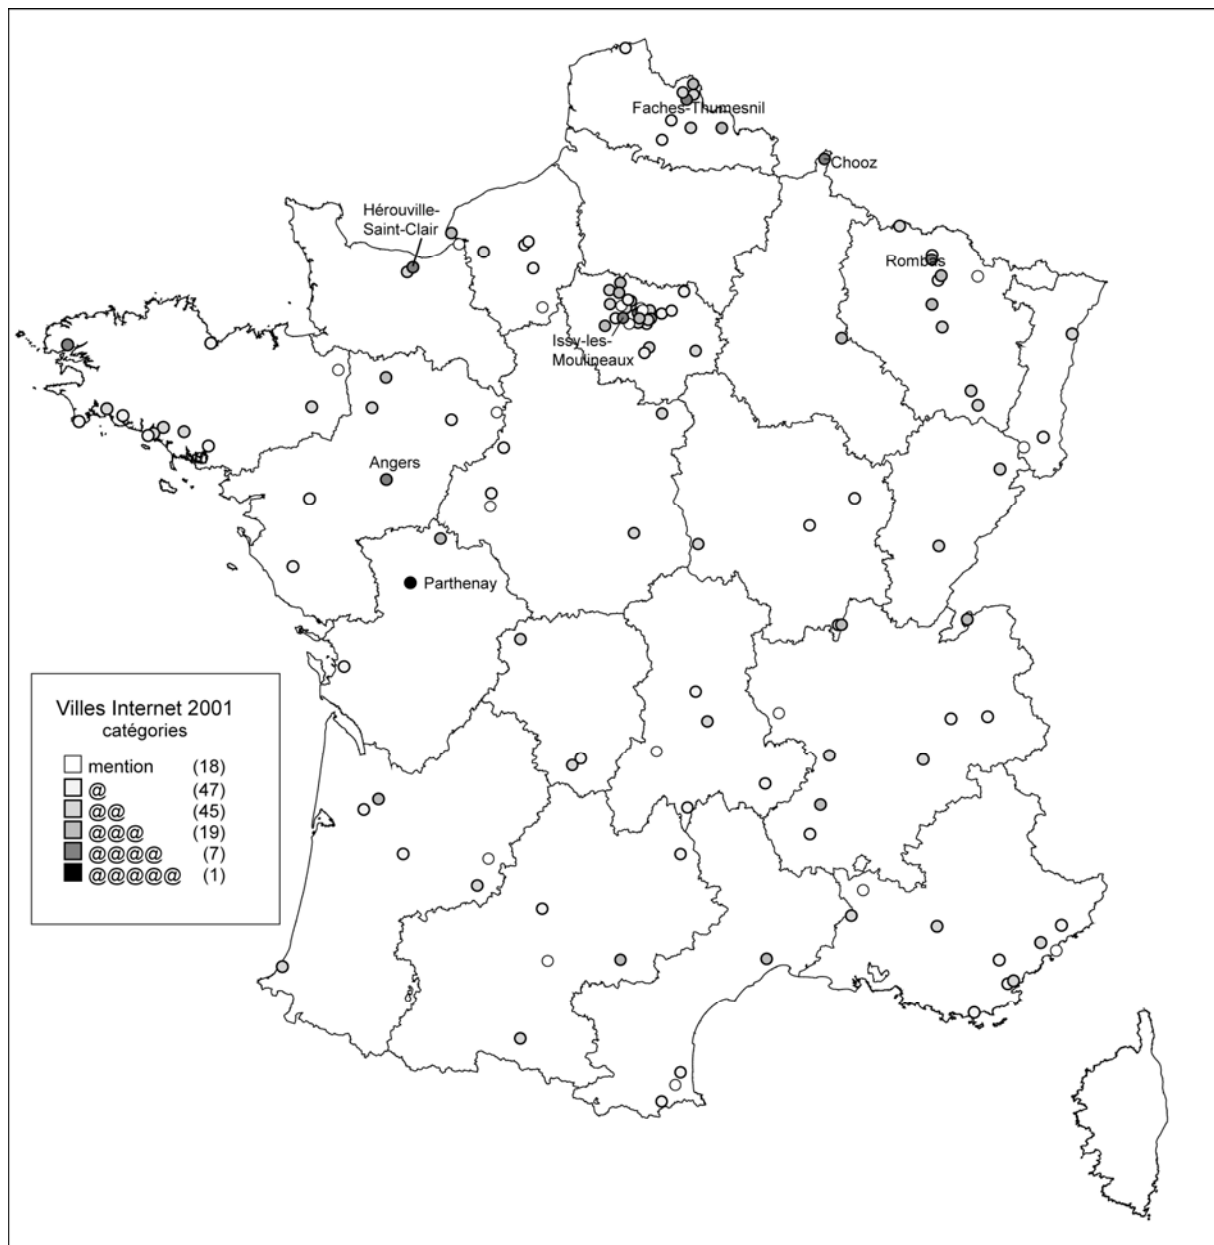 Faches-Thumesnil
Chooz
Hérouville-
Saint-Clair
Rombas
Issy-les-
Moulineaux
Angers
Parthenay
Villes Internet 2001
catégories
mention (18)
@ (47)
@@ (45)
@@@ (19)
@@@@ (7)
@@@@@ (1)